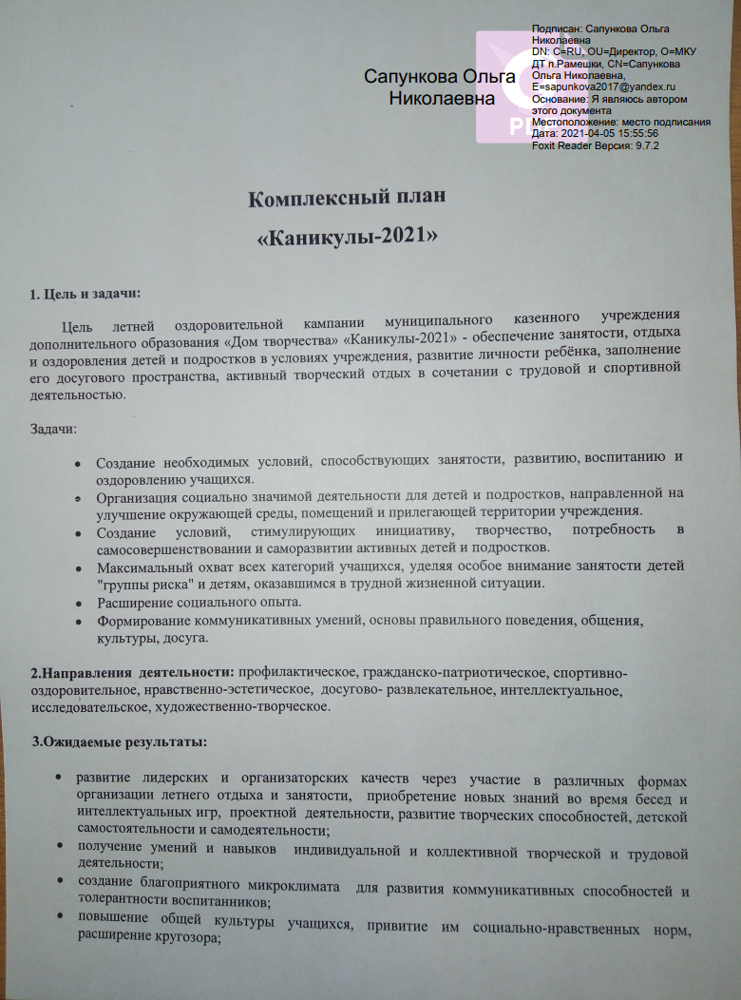 Сапункова Ольга
Николаевна
Подписан: Сапункова Ольга
Николаевна
DN: C=RU, OU=Директор, O=МКУ
ДТ п.Рамешки, CN=Сапункова
Ольга Николаевна,
E=sapunkova2017@yandex.ru
Основание: Я являюсь автором
этого документа
Местоположение: место подписания
Дата: 2021-04-05 15:55:56
Foxit Reader Версия: 9.7.2
Комплексный план
«Каникулы-2021»
1. Цель и задачи:
Цель летней оздоровительной кампании муниципального казенного учреждения
дополнительного образования «Дом творчества» «Каникулы-2021» - обеспечение занятости, отдыха
и оздоровления детей и подростков в условиях учреждения, развитие личности ребёнка, заполнение
его досугового пространства, активный творческий отдых в сочетании с трудовой и спортивной
деятельностью.
Задачи:
• Создание необходимых условий, способствующих занятости, развитию, воспитанию и
оздоровлению учащихся.
• Организация социально значимой деятельности для детей и подростков, направленной на
улучшение окружающей среды, помещений и прилегающей территории учреждения.
• Создание условий, стимулирующих инициативу, творчество, потребность в
самосовершенствовании и саморазвитии активных детей и подростков.
• Максимальный охват всех категорий учащихся, уделяя особое внимание занятости детей
"группы риска" и детям, оказавшимся в трудной жизненной ситуации.
• Расширение социального опыта.
• Формирование коммуникативных умений, основы правильного поведения, общения,
культуры, досуга.
2.Направления деятельности: профилактическое, гражданско-патриотическое, спортивно-
оздоровительное, нравственно-эстетическое, досугово- развлекательное, интеллектуальное,
исследовательское, художественно-творческое.
3.Ожидаемые результаты:
• развитие лидерских и организаторских качеств через участие в различных формах
организации летнего отдыха и занятости, приобретение новых знаний во время бесед и
интеллектуальных игр, проектной деятельности, развитие творческих способностей, детской
самостоятельности и самодеятельности;
• получение умений и навыков индивидуальной и коллективной творческой и трудовой
деятельности;
• создание благоприятного микроклимата для развития коммуникативных способностей и
толерантности воспитанников;
• повышение общей культуры учащихся, привитие им социально-нравственных норм,
расширение кругозора;